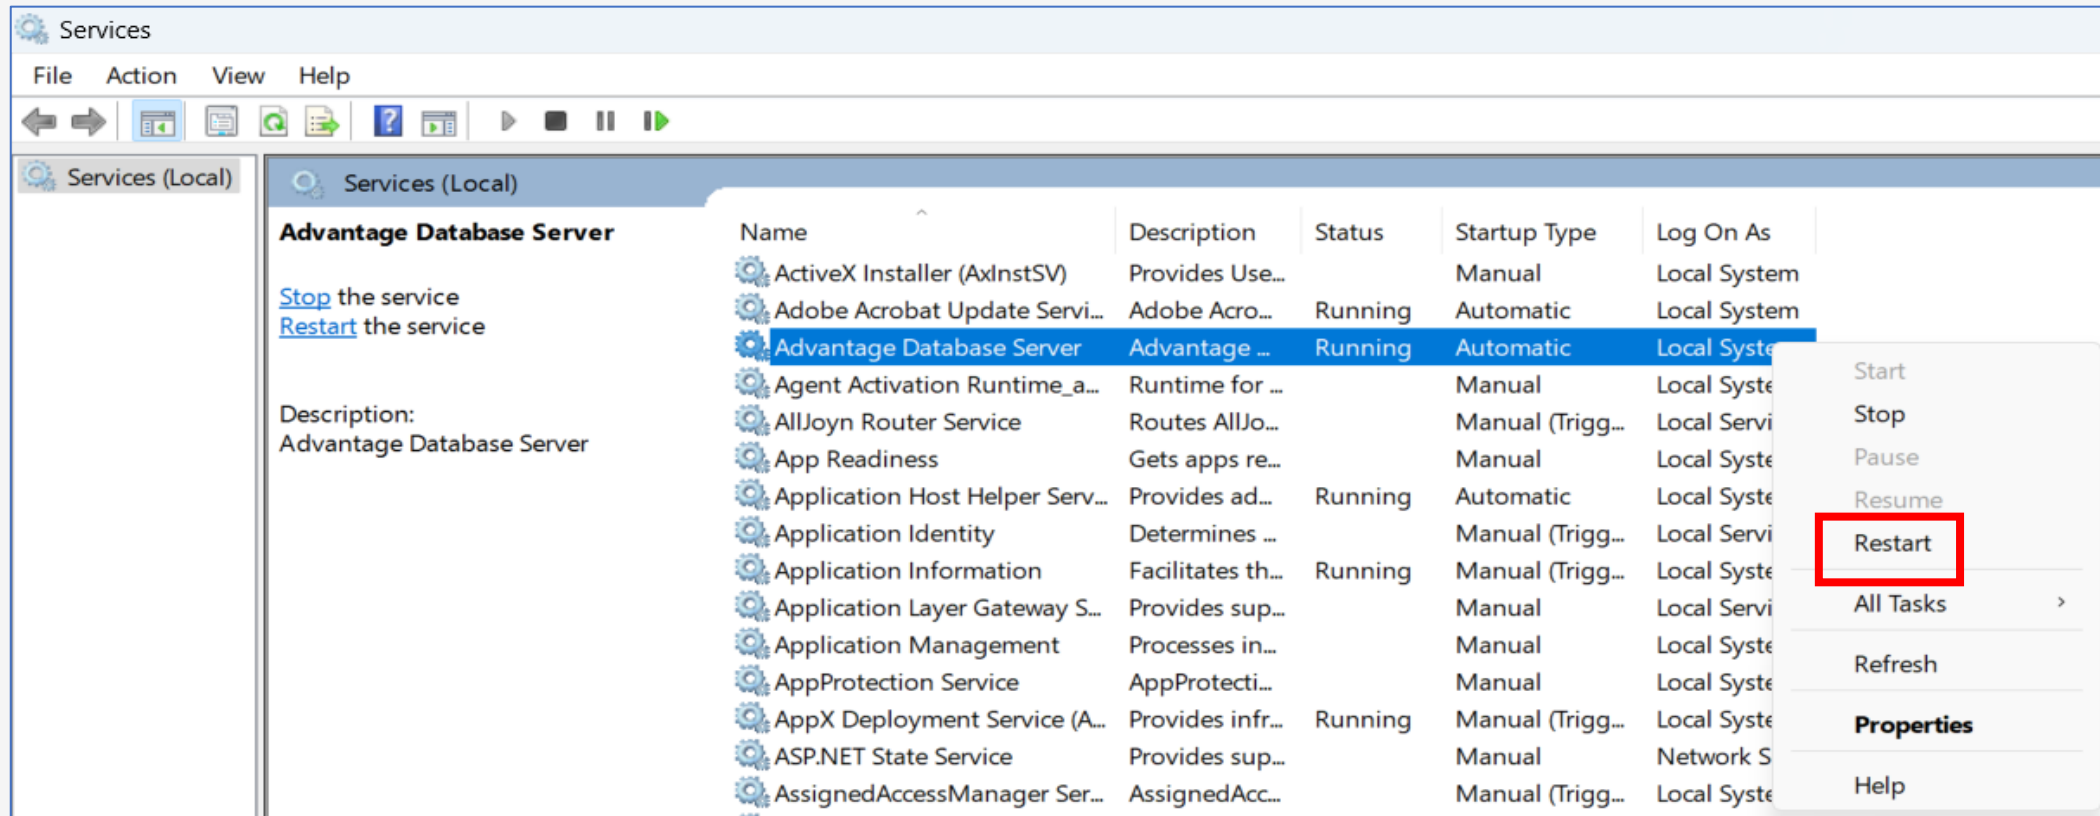 Services
File Action View Help
Services (Local)
Services (Local)
Advantage Database Server
Stop the service
Restart the service
Description:
Advantage Database Server
Name Description Status Startup Type Log On As
ActiveX Installer (AxInstSV) Provides Use... Manual Local System
Adobe Acrobat Update Servi... Adobe Acro... Running Automatic Local System
Advantage Database Server Advantage ... Running Automatic Local Syste
Agent Activation Runtime_a... Runtime for ... Manual Local Syste
AllJoyn Router Service Routes AllJo... Manual (Trigg... Local Servi
App Readiness Gets apps re... Manual Local Syste
Application Host Helper Serv... Provides ad... Running Automatic Local Syste
Application Identity Determines ... Manual (Trigg... Local Servi
Application Information Facilitates th... Running Manual (Trigg... Local Syste
Application Layer Gateway S... Provides sup... Manual Local Servi
Application Management Processes in... Manual Local Syste
AppProtection Service AppProtecti... Manual Local Syste
AppX Deployment Service (A... Provides infr... Running Manual (Trigg... Local Syste
ASP.NET State Service Provides sup... Manual Network S
AssignedAccessManager Ser... AssignedAcc... Manual (Trigg... Local Syste
Start
Stop
Pause
Resume
Restart
All Tasks
Refresh
Properties
Help